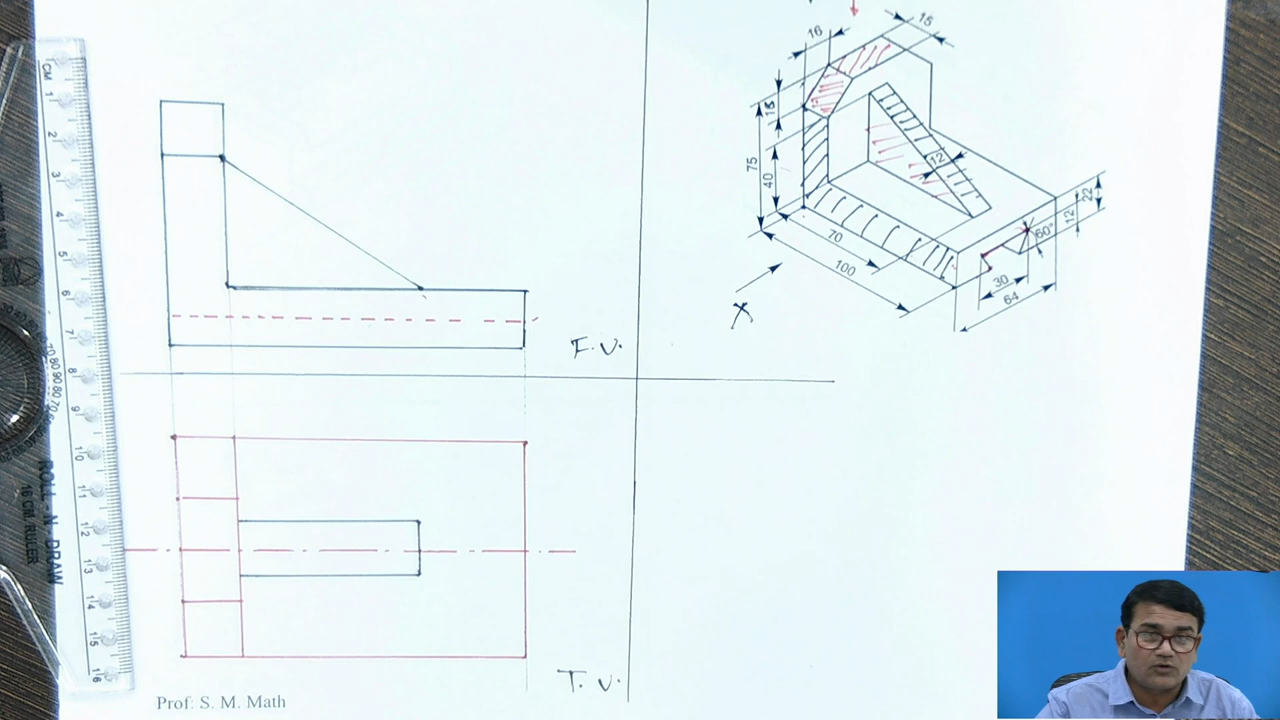 CM 1 2 3 4 5 6 7 8 9 10 11 12 13 14 15 16
ROLL-N-DRAW
16 CM. RULER
F.V.
T.V.
Prof: S. M. Math
16
15
15
75
40
12
70
100
X
60°
12
22
30
64